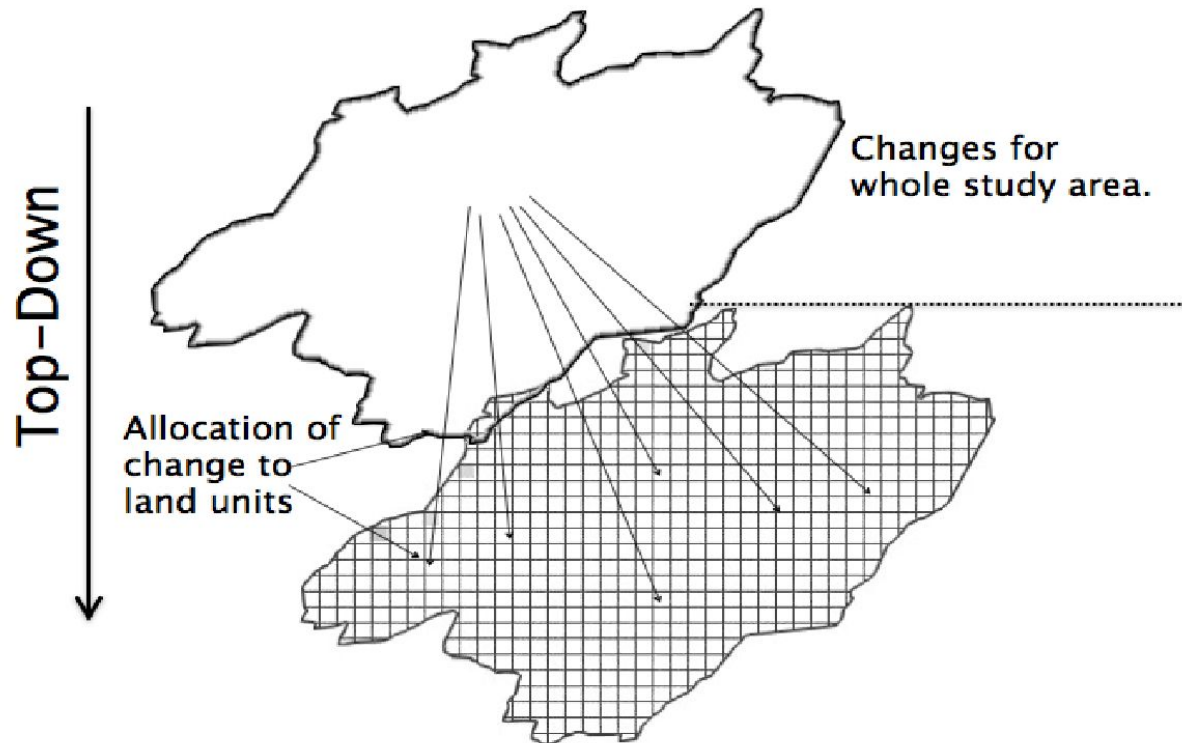 Top-Down
Changes for
whole study area.
Allocation of
change to
land units